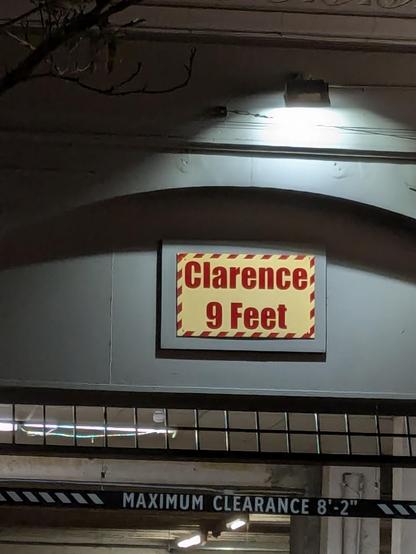 Clarence
9 Feet
MAXIMUM CLEARANCE 8'-2"